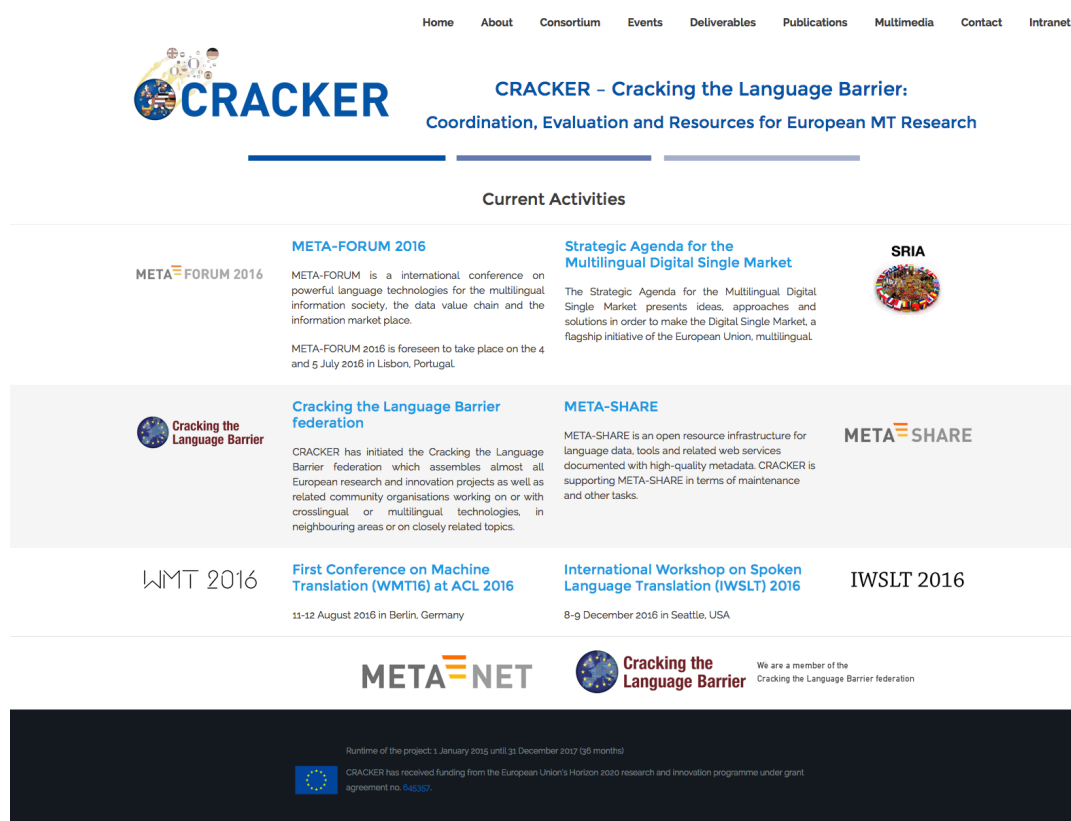 Home About Consortium Events Deliverables Publications Multimedia Contact Intranet
CRACKER
CRACKER – Cracking the Language Barrier:
Coordination, Evaluation and Resources for European MT Research
Current Activities
META FORUM 2016
META-FORUM 2016
META-FORUM is a international conference on
powerful language technologies for the multilingual
information society, the data value chain and the
information market place.
META-FORUM 2016 is foreseen to take place on the 4
and 5 July 2016 in Lisbon, Portugal.
Strategic Agenda for the
Multilingual Digital Single Market
The Strategic Agenda for the Multilingual Digital
Single Market presents ideas, approaches and
solutions in order to make the Digital Single Market, a
flagship initiative of the European Union, multilingual.
SRIA
Cracking the
Language Barrier
Cracking the Language Barrier
federation
CRACKER has initiated the Cracking the Language
Barrier federation which assembles almost all
European research and innovation projects as well as
related community organisations working on or with
crosslingual or multilingual technologies, in
neighbouring areas or on closely related topics.
META-SHARE
META-SHARE is an open resource infrastructure for
language data, tools and related web services
documented with high-quality metadata. CRACKER is
supporting META-SHARE in terms of maintenance
and other tasks.
META SHARE
WMT 2016
First Conference on Machine
Translation (WMT16) at ACL 2016
11-12 August 2016 in Berlin, Germany
International Workshop on Spoken
Language Translation (IWSLT) 2016
8-9 December 2016 in Seattle, USA
IWSLT 2016
META NET
Cracking the
Language Barrier
We are a member of the
Cracking the Language Barrier federation
Runtime of the project: 1 January 2015 until 31 December 2017 (36 months)
CRACKER has received funding from the European Union's Horizon 2020 research and innovation programme under grant
agreement no. 645357.